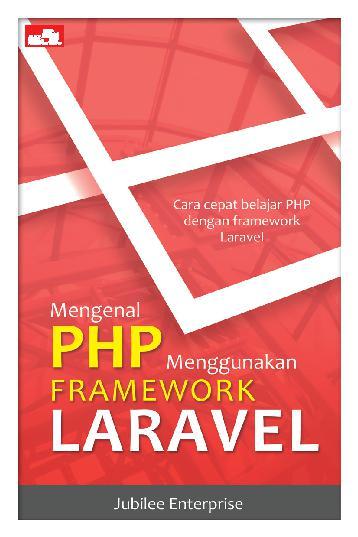 Cara cepat belajar PHP
dengan framework
Laravel
Mengenal
PHP Menggunakan
FRAMEWORK
LARAVEL
Jubilee Enterprise